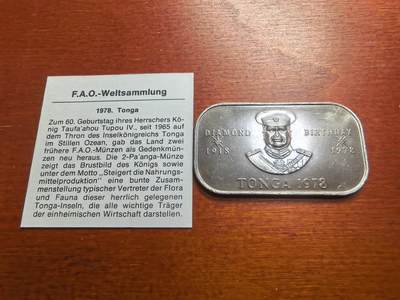 F.A.O.-Weltsammlung
1978. Tonga
Zum 60. Geburtstag ihres Herrschers Kö-
nig Taufa'ahou Tupou IV., seit 1965 auf
dem Thron des Inselkönigreichs Tonga
im Stillen Ozean, gab das Land zwei
frühere F.A.O.-Münzen als Gedenkmün-
zen neu heraus. Die 2-Pa'anga-Münze
zeigt das Brustbild des Königs sowie
unter dem Motto „Steigert die Nahrungs-
mittelproduktion" eine bunte Zusam-
menstellung typischer Vertreter der Flora
und Fauna dieser herrlich gelegenen
Tonga-Inseln, die alle wichtige Träger
der einheimischen Wirtschaft darstellen.
DIAMOND BIRTHDAY
1918 1978
TONGA 1978